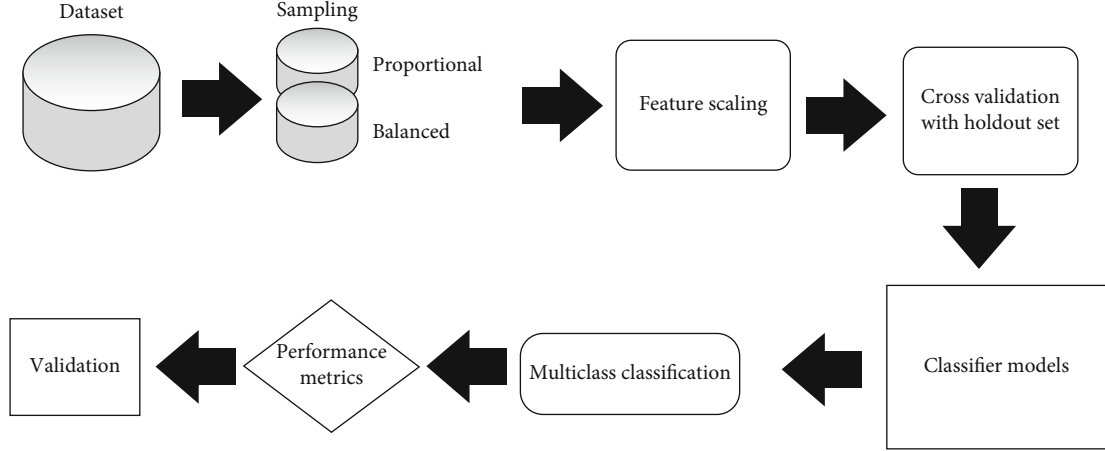 Dataset
Sampling
Proportional
Balanced
Feature scaling
Cross validation
with holdout set
Classifier models
Multiclass classification
Performance
metrics
Validation